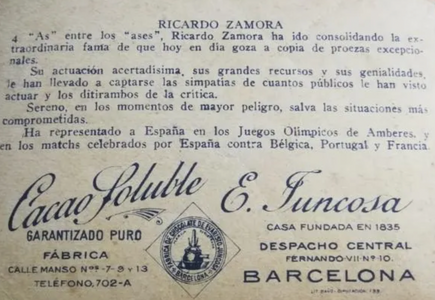 RICARDO ZAMORA
"As" entre los "ases", Ricardo Zamora ha ido consolidando la ex-
traordinaria fama de que hoy en día goza a copia de proezas excepcio-
nales.
Su actuación acertadísima, sus grandes recursos y sus genialidades,
le han llevado a captarse las simpatías de cuantos públicos le han visto
actuar y los ditirambos de la crítica.
Sereno, en los momentos de mayor peligro, salva las situaciones más
comprometidas.
Ha representado a España en los Juegos Olímpicos de Amberes, y
en los matchs celebrados por España contra Bélgica, Portugal y Francia.
Cacao Soluble E. Juncosa
GARANTIZADO PURO
CASA FUNDADA EN 1835
FÁBRICA
DESPACHO CENTRAL
CALLE MANSO Nºs-7-9 y 13
FERNANDO-VII-Nº-10.
TELÉFONO, 702-A
BARCELONA